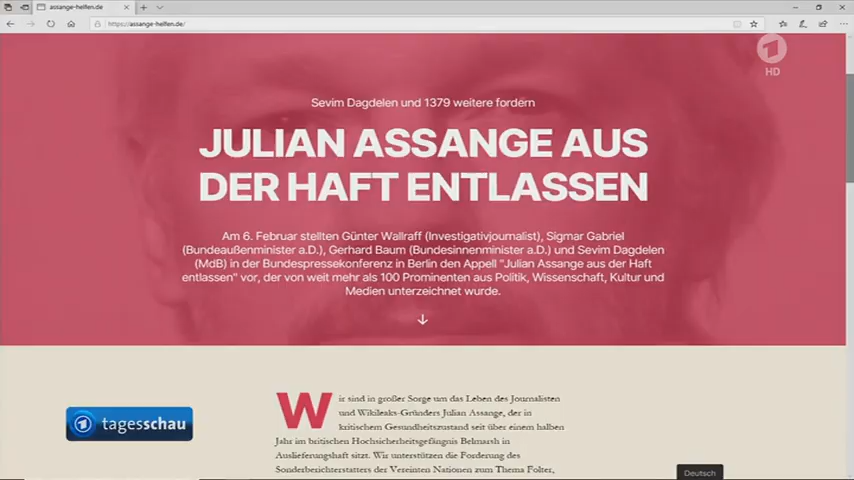 assange-helfen.de
https://assange-helfen.de/
HD
Sevim Dagdelen und 1379 weitere fordern
JULIAN ASSANGE AUS
DER HAFT ENTLASSEN
Am 6. Februar stellten Günter Wallraff (Investigativjournalist), Sigmar Gabriel
(Bundeaußenminister a.D.), Gerhard Baum (Bundesinnenminister a.D.) und Sevim Dagdelen
(MdB) in der Bundespressekonferenz in Berlin den Appell "Julian Assange aus der Haft
entlassen" vor, der von weit mehr als 100 Prominenten aus Politik, Wissenschaft, Kultur und
Medien unterzeichnet wurde.
Wir sind in großer Sorge um das Leben des Journalisten
und Wikileaks-Gründers Julian Assange, der in
kritischem Gesundheitszustand seit über einem halben
Jahr im britischen Hochsicherheitsgefängnis Belmarsh in
Auslieferungshaft sitzt. Wir unterstützen die Forderung des
Sonderberichterstatters der Vereinten Nationen zum Thema Folter,
tagesschau
Deutsch